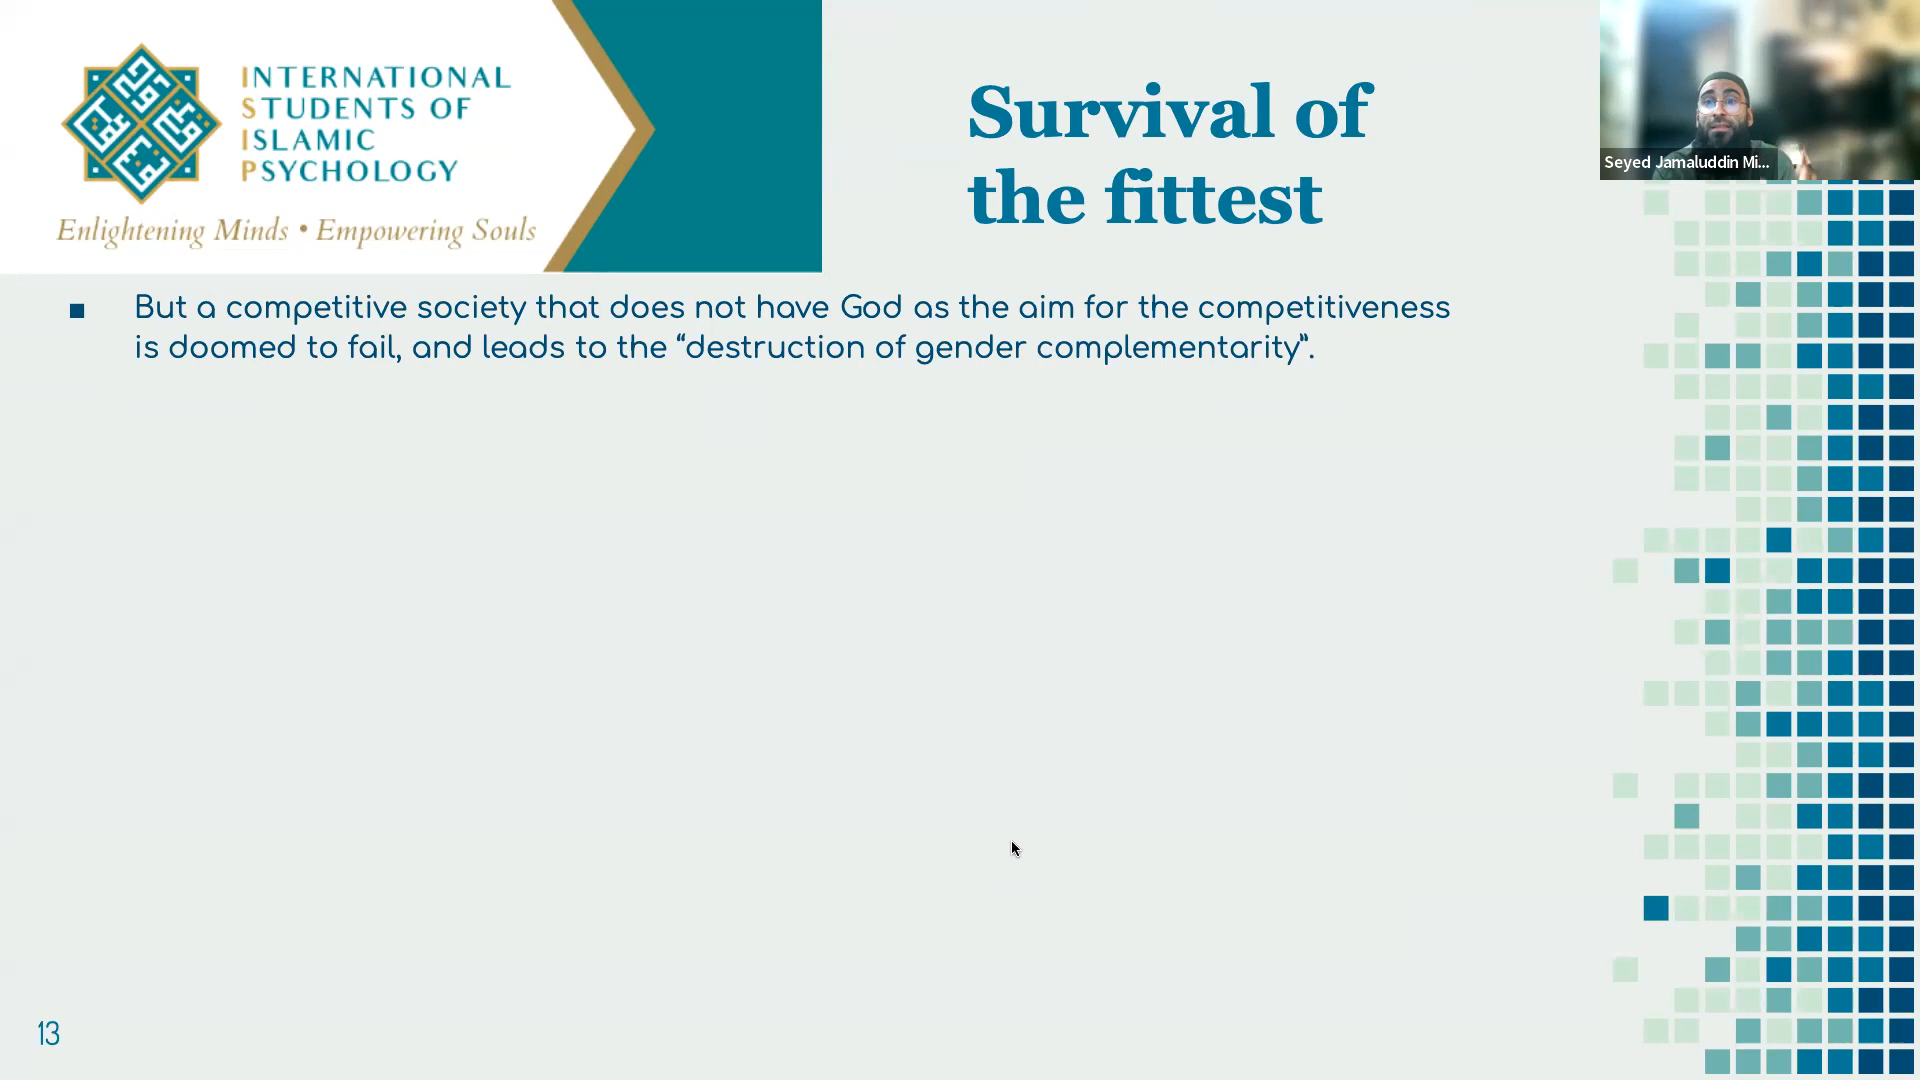 INTERNATIONAL
STUDENTS OF
ISLAMIC
PSYCHOLOGY
Enlightening Minds • Empowering Souls
Survival of
the fittest
Seyed Jamaluddin Mi...
■ But a competitive society that does not have God as the aim for the competitiveness
is doomed to fail, and leads to the “destruction of gender complementarity”.
13